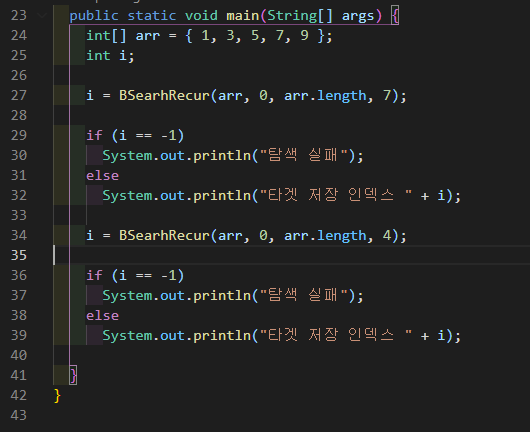 23 public static void main(String[] args) {
24 int[] arr = { 1, 3, 5, 7, 9 };
25 int i;
26
27 i = BSearhRecur(arr, 0, arr.length, 7);
28
29 if (i == -1)
30 System.out.println("탐색 실패");
31 else
32 System.out.println("타겟 저장 인덱스 " + i);
33
34 i = BSearhRecur(arr, 0, arr.length, 4);
35
36 if (i == -1)
37 System.out.println("탐색 실패");
38 else
39 System.out.println("타겟 저장 인덱스 " + i);
40
41 }
42 }
43